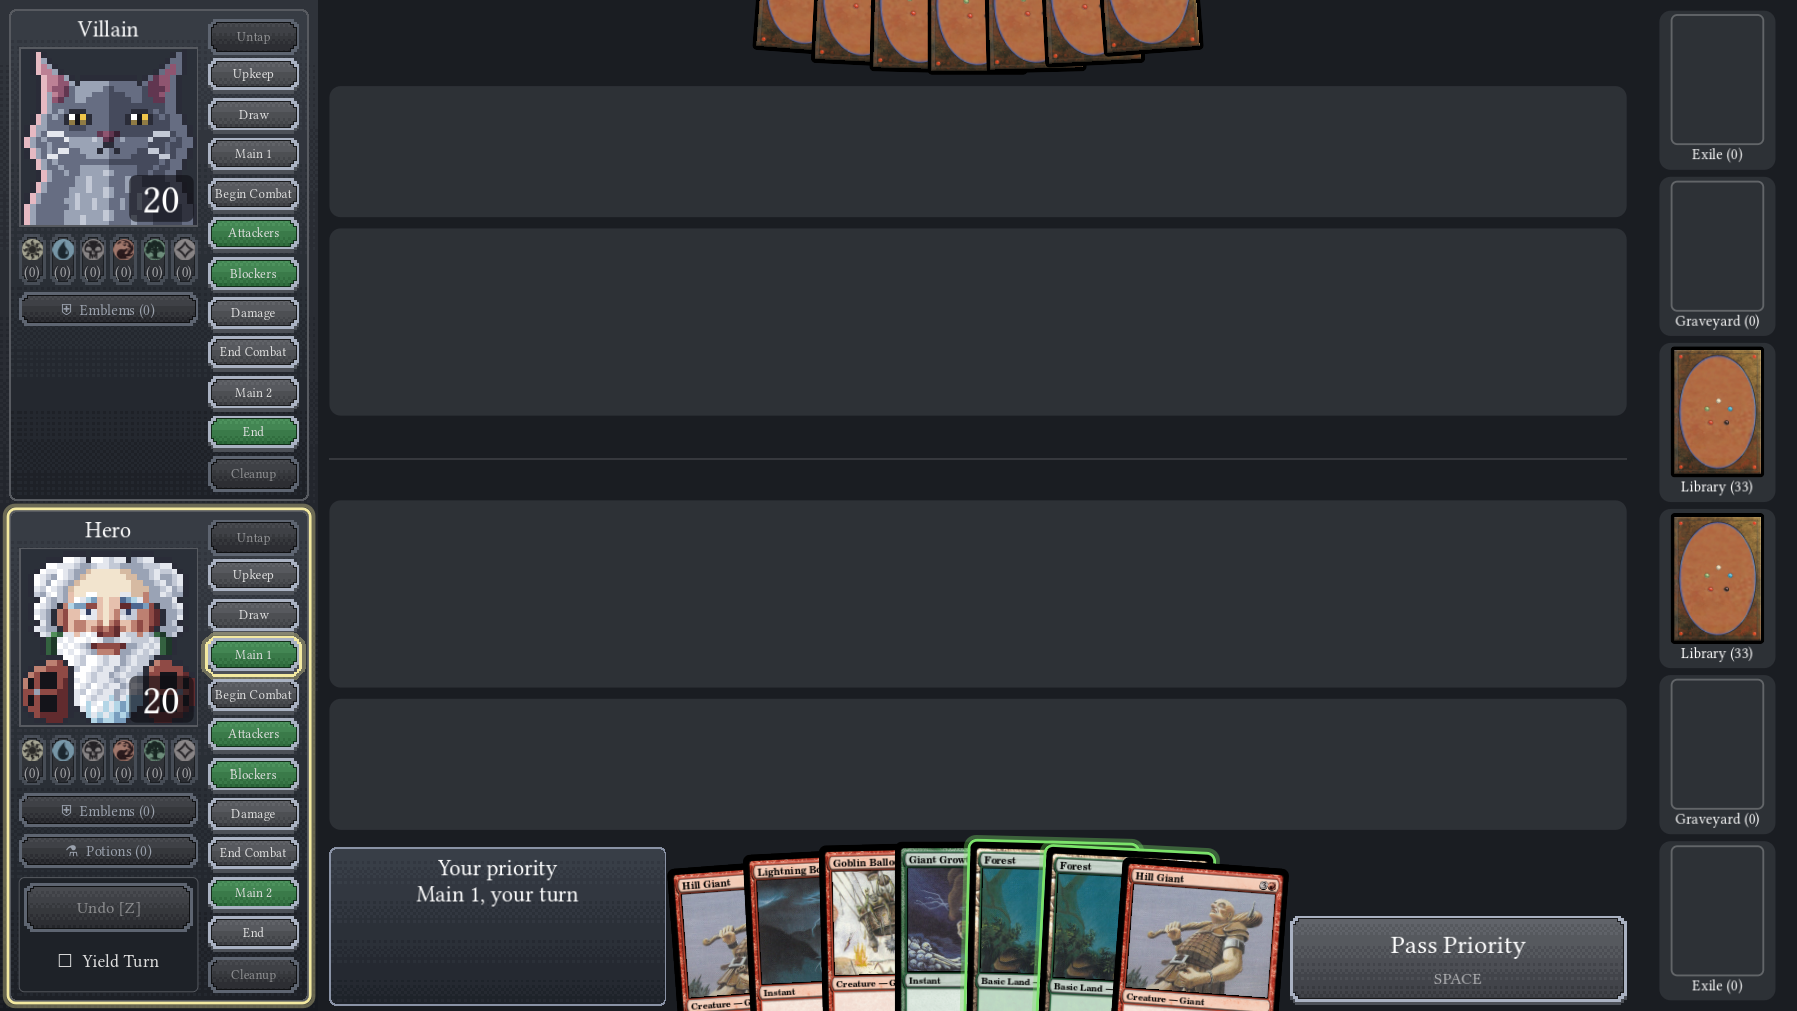 Villain
20
(0) (0) (0) (0) (0) (0)
Emblems (0)
Untap
Upkeep
Draw
Main 1
Begin Combat
Attackers
Blockers
Damage
End Combat
Main 2
End
Cleanup
Hero
20
(0) (0) (0) (0) (0) (0)
Emblems (0)
Potions (0)
Undo [Z]
Yield Turn
Untap
Upkeep
Draw
Main 1
Begin Combat
Attackers
Blockers
Damage
End Combat
Main 2
End
Cleanup
Your priority
Main 1, your turn
Hill Giant
Creature —
Lightning
Instant
Goblin
Creature —
Giant
Instant
Forest
Basic Land —
Forest
Basic Land —
Hill Giant
3
Creature — Giant
Pass Priority
SPACE
Exile (0)
Graveyard (0)
Library (33)
Library (33)
Graveyard (0)
Exile (0)